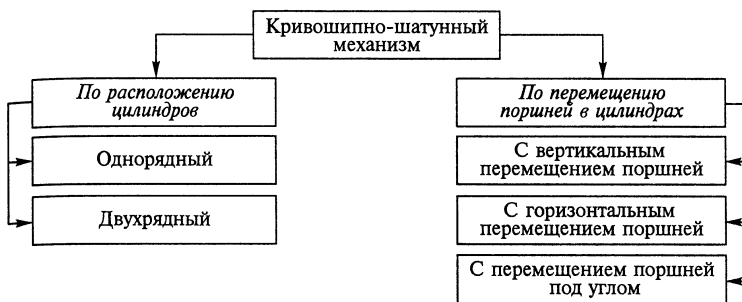 Кривошипно-шатунный
механизм
По расположению
цилиндров
По перемещению
поршней в цилиндрах
Однорядный
С вертикальным
перемещением поршней
Двухрядный
С горизонтальным
перемещением поршней
С перемещением поршней
под углом